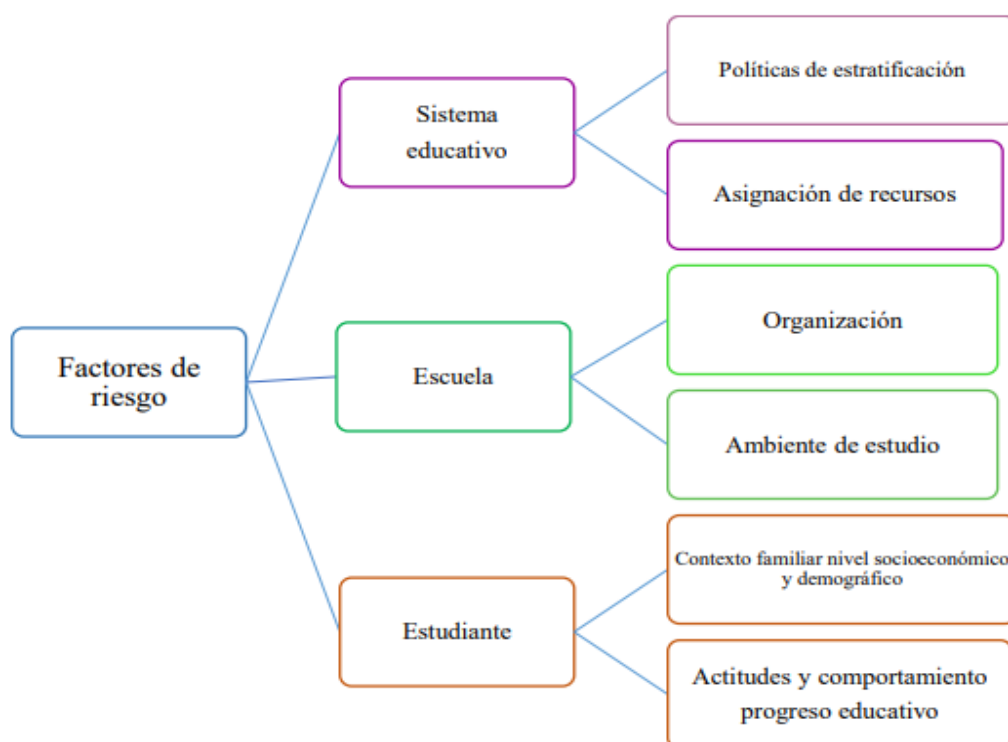 Factores de
riesgo
Sistema
educativo
Políticas de estratificación
Asignación de recursos
Escuela
Organización
Ambiente de estudio
Estudiante
Contexto familiar nivel socioeconómico
y demográfico
Actitudes y comportamiento
progreso educativo